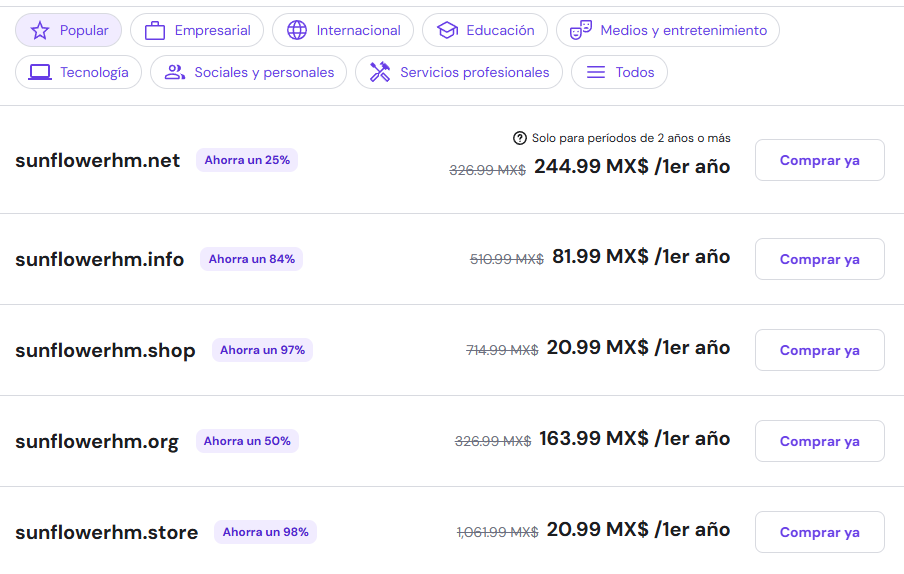 Popular Empresarial Internacional Educación Medios y entretenimiento
Tecnología Sociales y personales Servicios profesionales Todos
Solo para períodos de 2 años o más
sunflowerhm.net Ahorra un 25% 326.99 MX$ 244.99 MX$ /1er año Comprar ya
sunflowerhm.info Ahorra un 84% 510.99 MX$ 81.99 MX$ /1er año Comprar ya
sunflowerhm.shop Ahorra un 97% 714.99 MX$ 20.99 MX$ /1er año Comprar ya
sunflowerhm.org Ahorra un 50% 326.99 MX$ 163.99 MX$ /1er año Comprar ya
sunflowerhm.store Ahorra un 98% 1,061.99 MX$ 20.99 MX$ /1er año Comprar ya